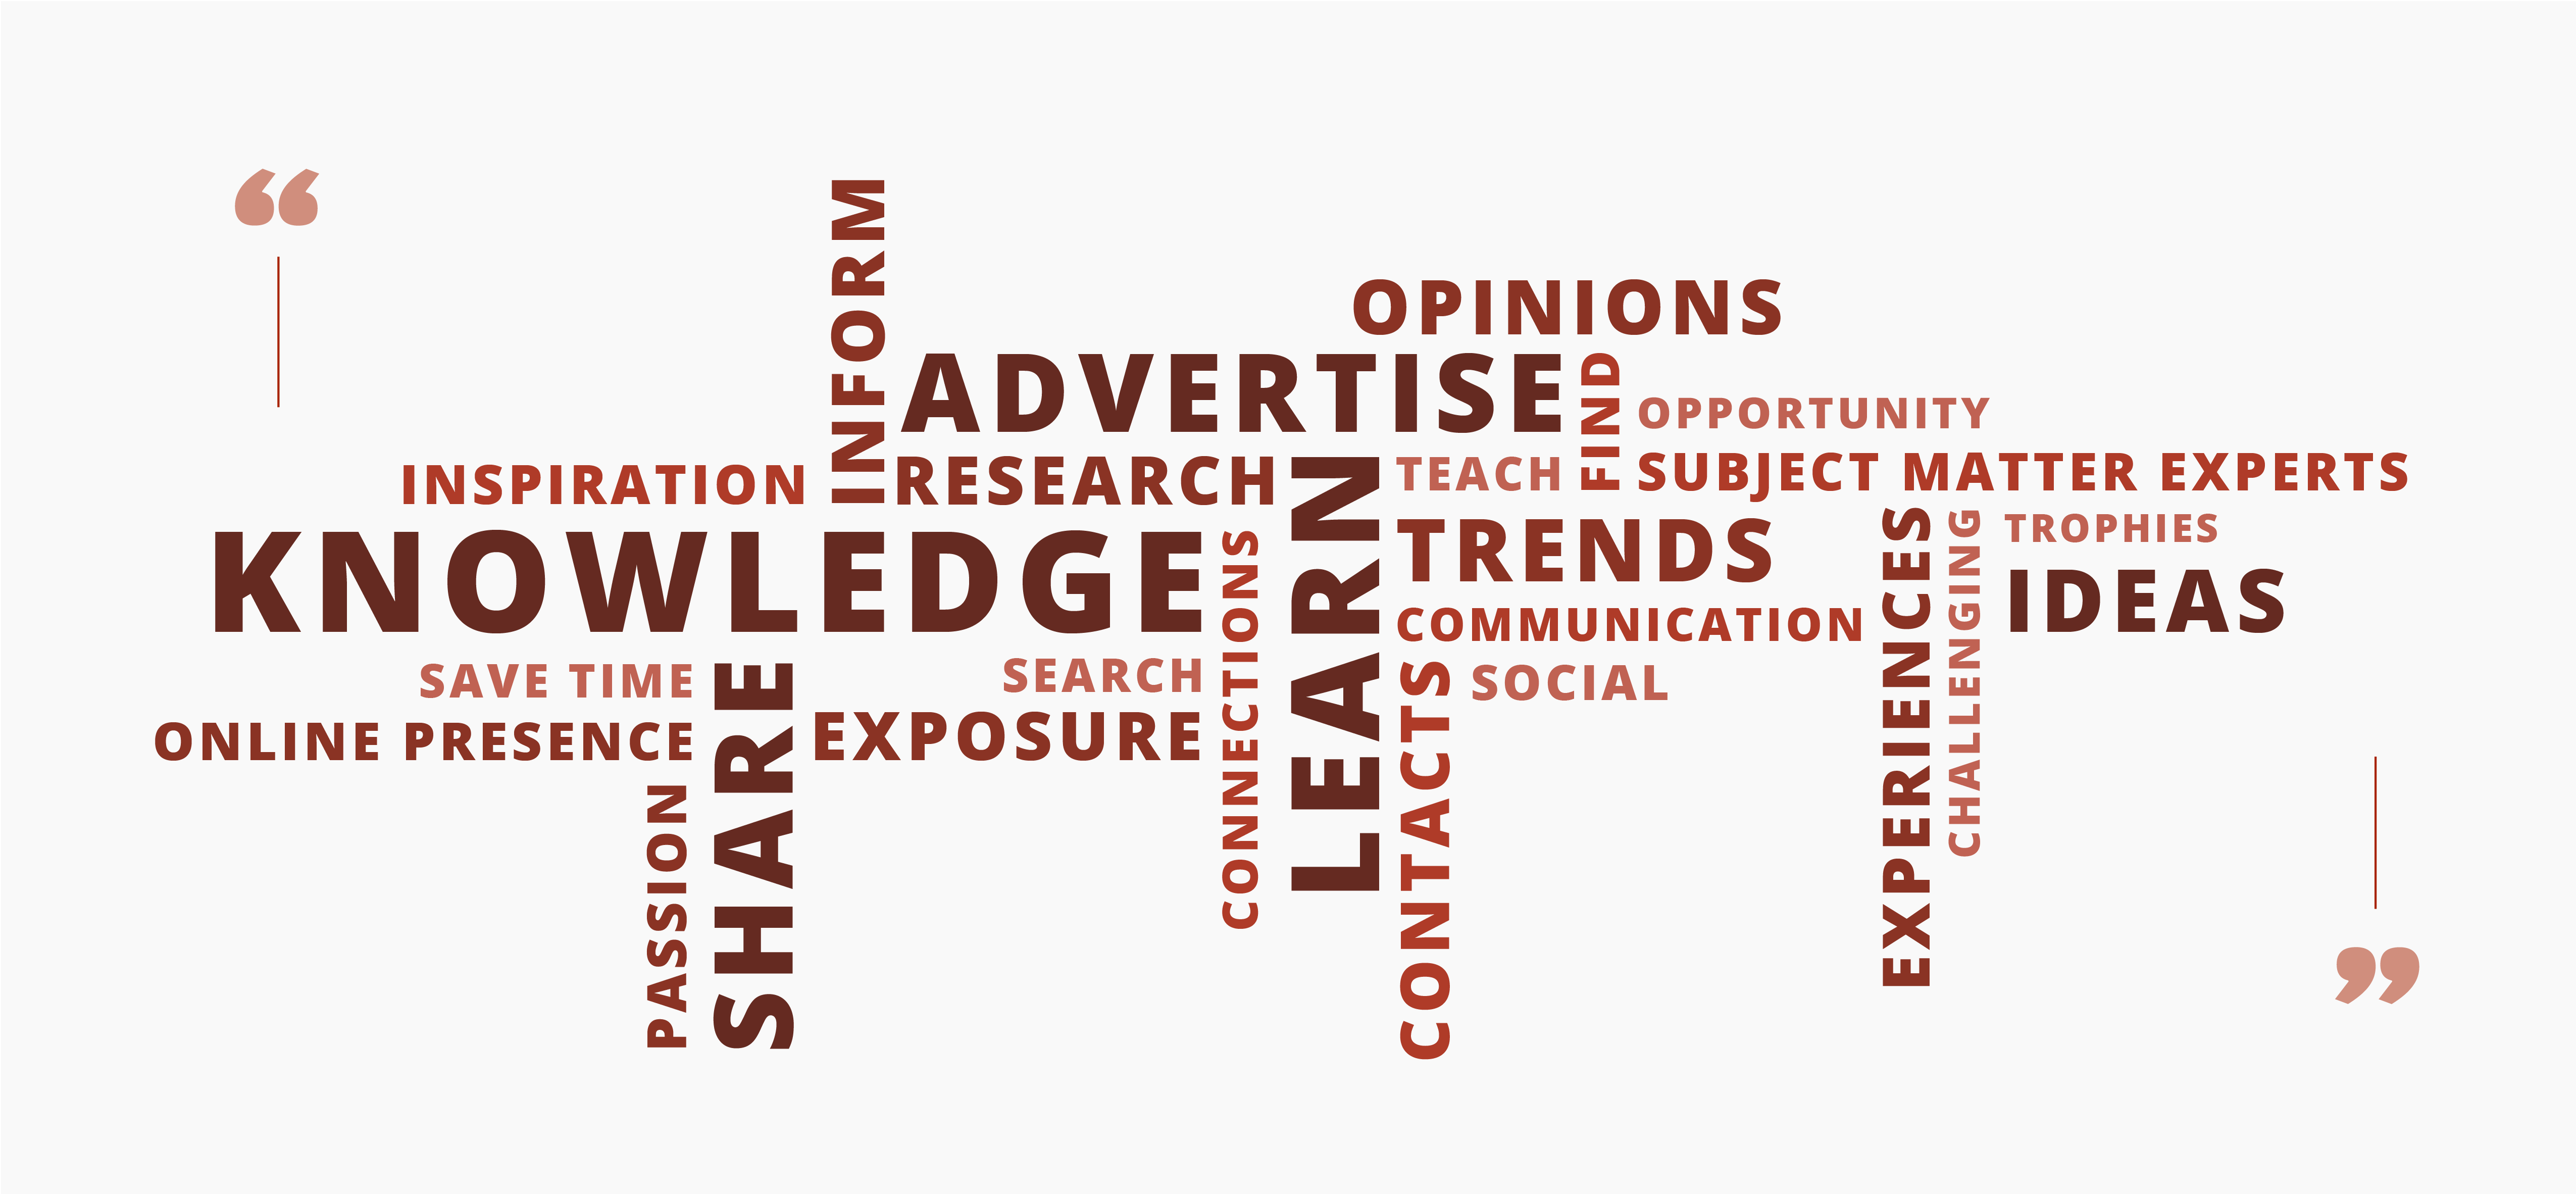 “
INFORM
OPINIONS
ADVERTISE
FIND
OPPORTUNITY
INSPIRATION
RESEARCH
LEARN
TEACH
SUBJECT MATTER EXPERTS
KNOWLEDGE
CONNECTIONS
TRENDS
EXPERIENCES
CHALLENGING
TROPHIES
IDEAS
COMMUNICATION
SAVE TIME
SHARE
SEARCH
CONTACTS
SOCIAL
ONLINE PRESENCE
EXPOSURE
PASSION
”